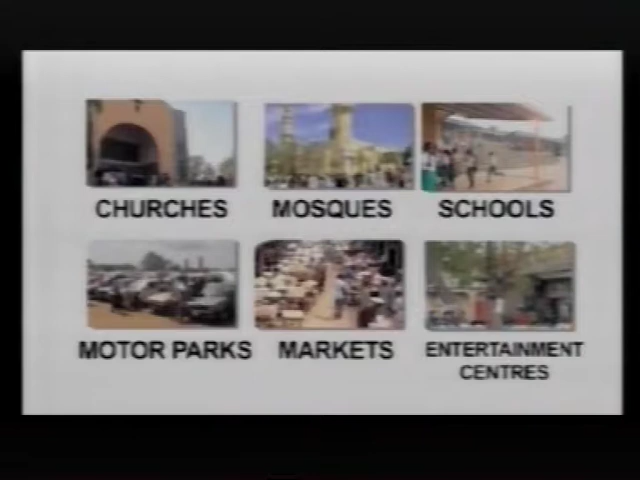 CHURCHES
MOSQUES
SCHOOLS
MOTOR PARKS
MARKETS
ENTERTAINMENT
CENTRES